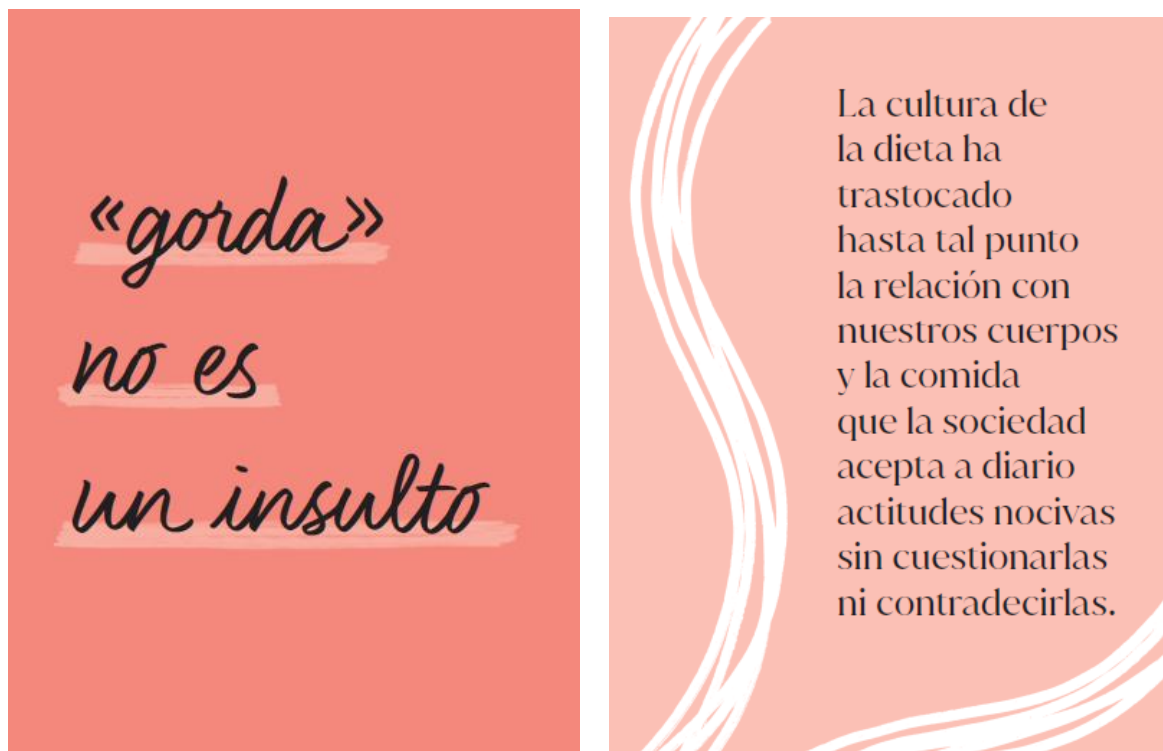 «gorda»
no es
un insulto
La cultura de
la dieta ha
trastocado
hasta tal punto
la relación con
nuestros cuerpos
y la comida
que la sociedad
acepta a diario
actitudes nocivas
sin cuestionarlas
ni contradecirlas.